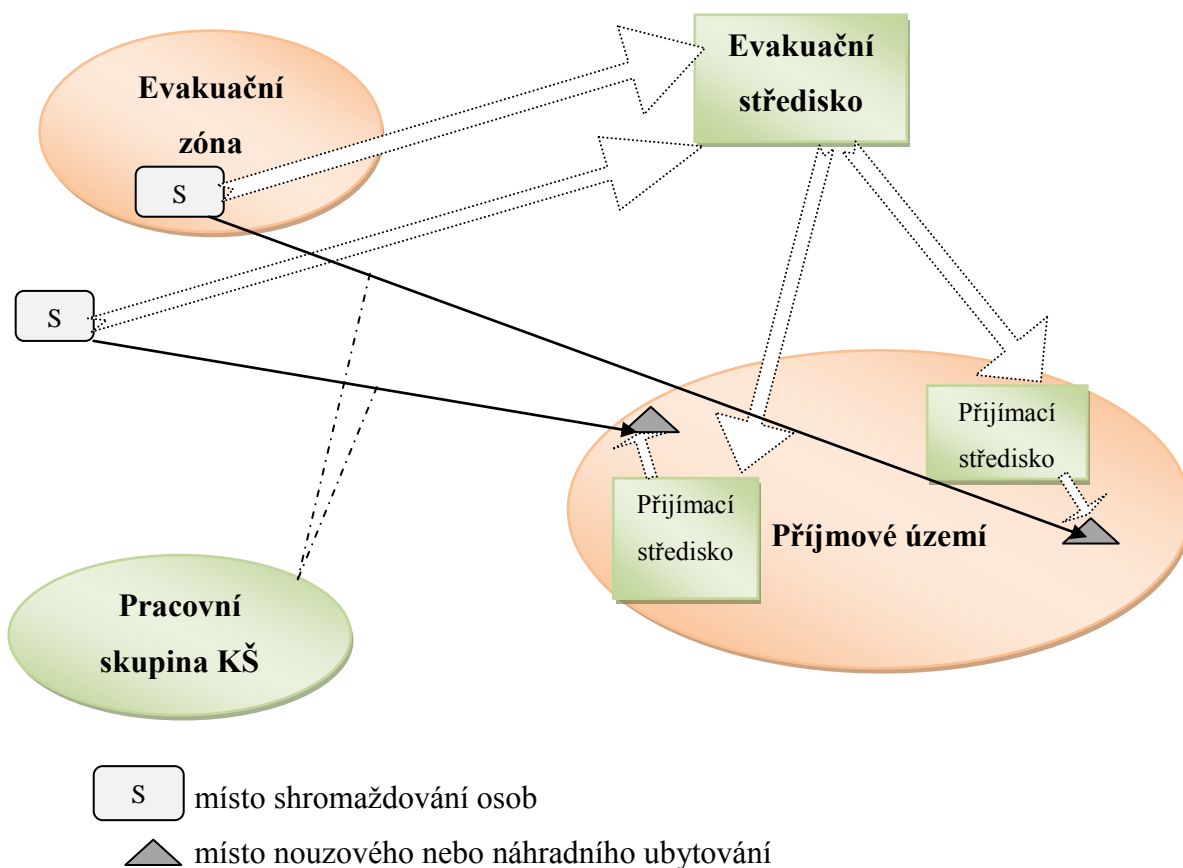 Evakuační
zóna
S
Evakuační
středisko
S
Přijímací
středisko
Přijímací
středisko
Příjmové území
Pracovní
skupina KŠ
S
místo shromažďování osob
místo nouzového nebo náhradního ubytování